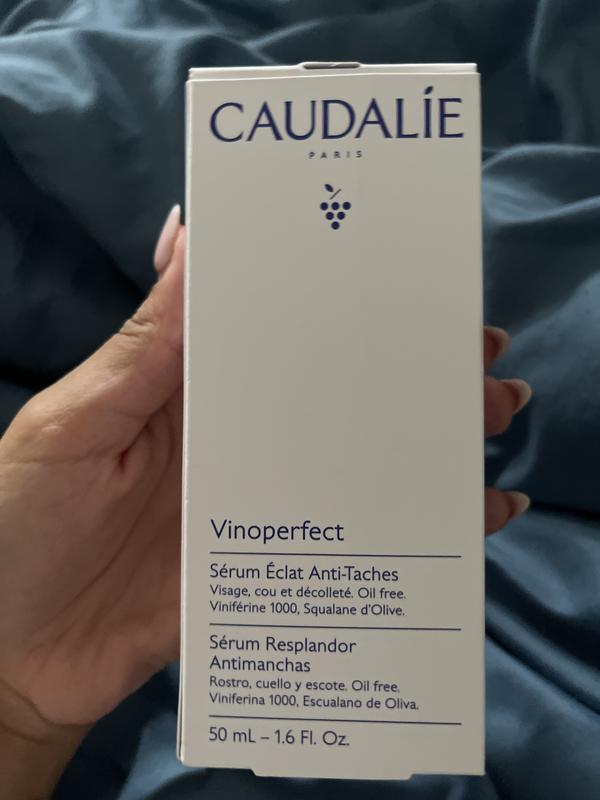 CAUDALÍE
PARIS
Vinoperfect
Sérum Éclat Anti-Taches
Visage, cou et décolleté. Oil free.
Viniférine 1000, Squalane d'Olive.
Sérum Resplandor
Antimanchas
Rostro, cuello y escote. Oil free.
Viniferina 1000, Escualano de Oliva.
50 mL – 1.6 Fl. Oz.